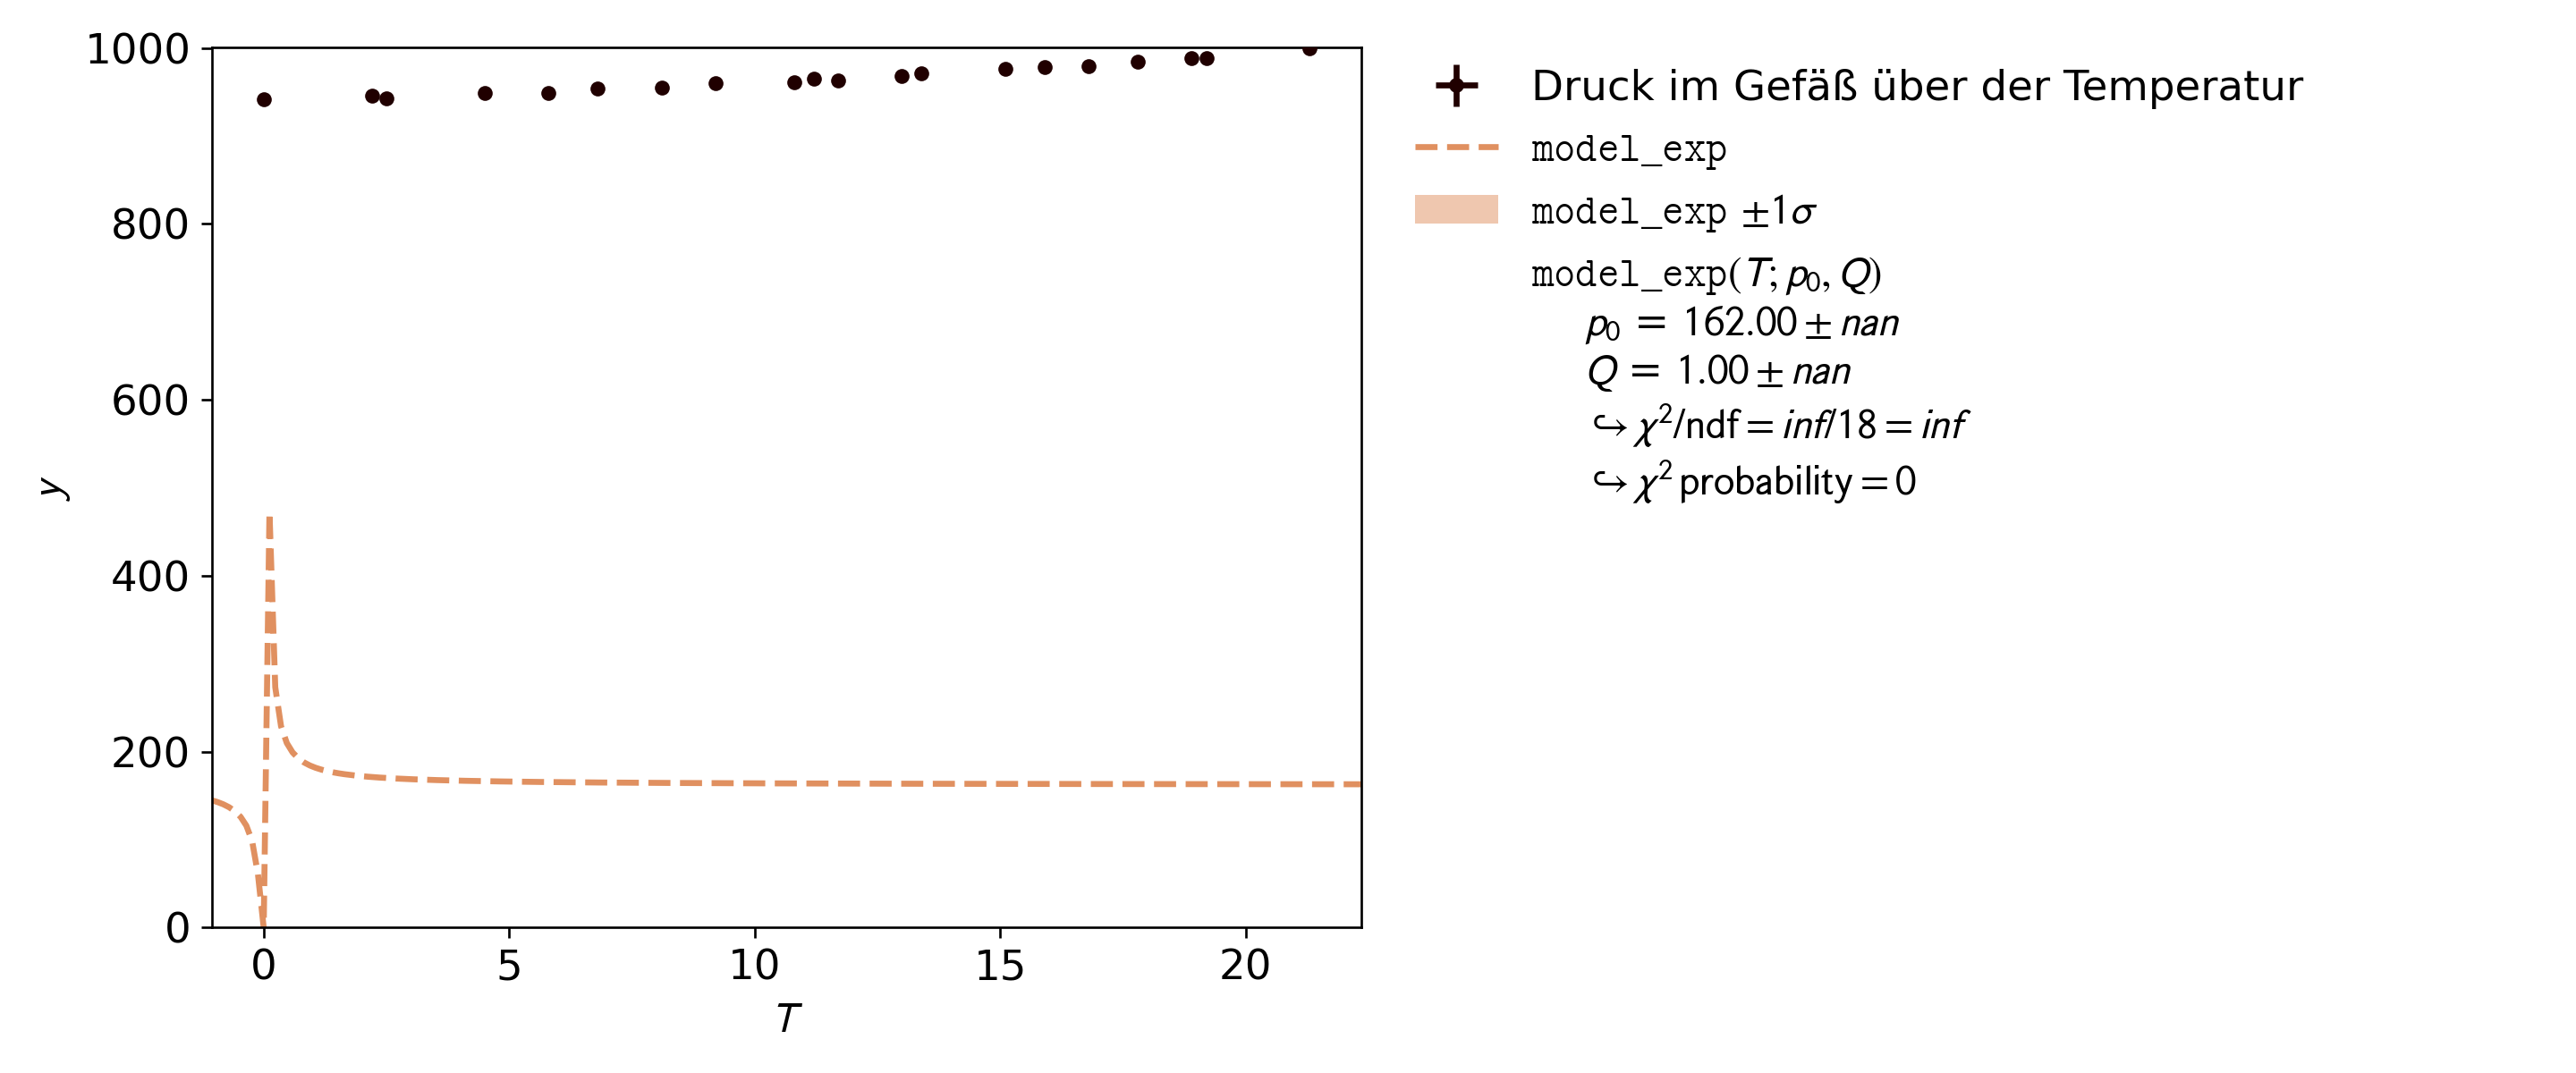 1000
800
600
400
200
0
y
0 5 10 15 20
T
Druck im Gefäß über der Temperatur
model_exp
model_exp ±1σ
model_exp(T; p₀, Q)
p₀ = 162.00 ± nan
Q = 1.00 ± nan
↪ χ²/ndf = inf/18 = inf
↪ χ² probability = 0